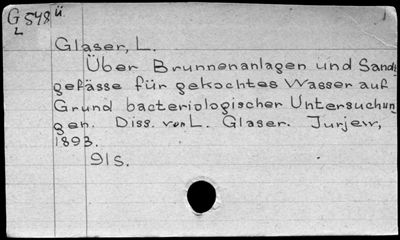 G 548 ü.
L
Glaser, L.
Über Brunnenanlagen und Sand-
gefässe für gekochtes Wasser auf
Grund bacteriologischer Untersuchun
gen. Diss. von L. Glaser. Jurjew,
1893.
91 S.